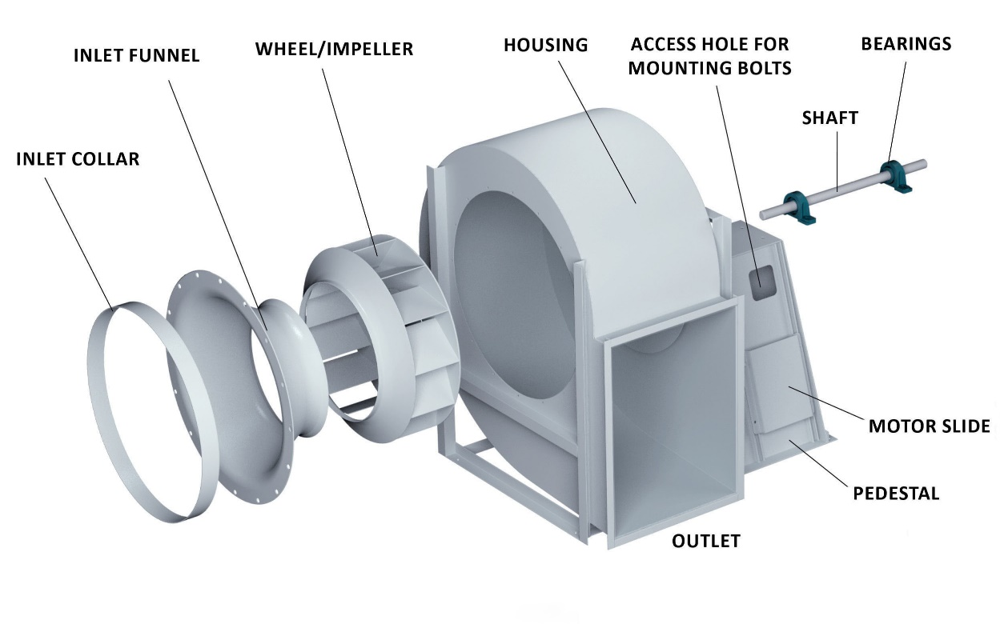 INLET FUNNEL
WHEEL/IMPELLER
HOUSING
ACCESS HOLE FOR
MOUNTING BOLTS
BEARINGS
SHAFT
INLET COLLAR
MOTOR SLIDE
PEDESTAL
OUTLET